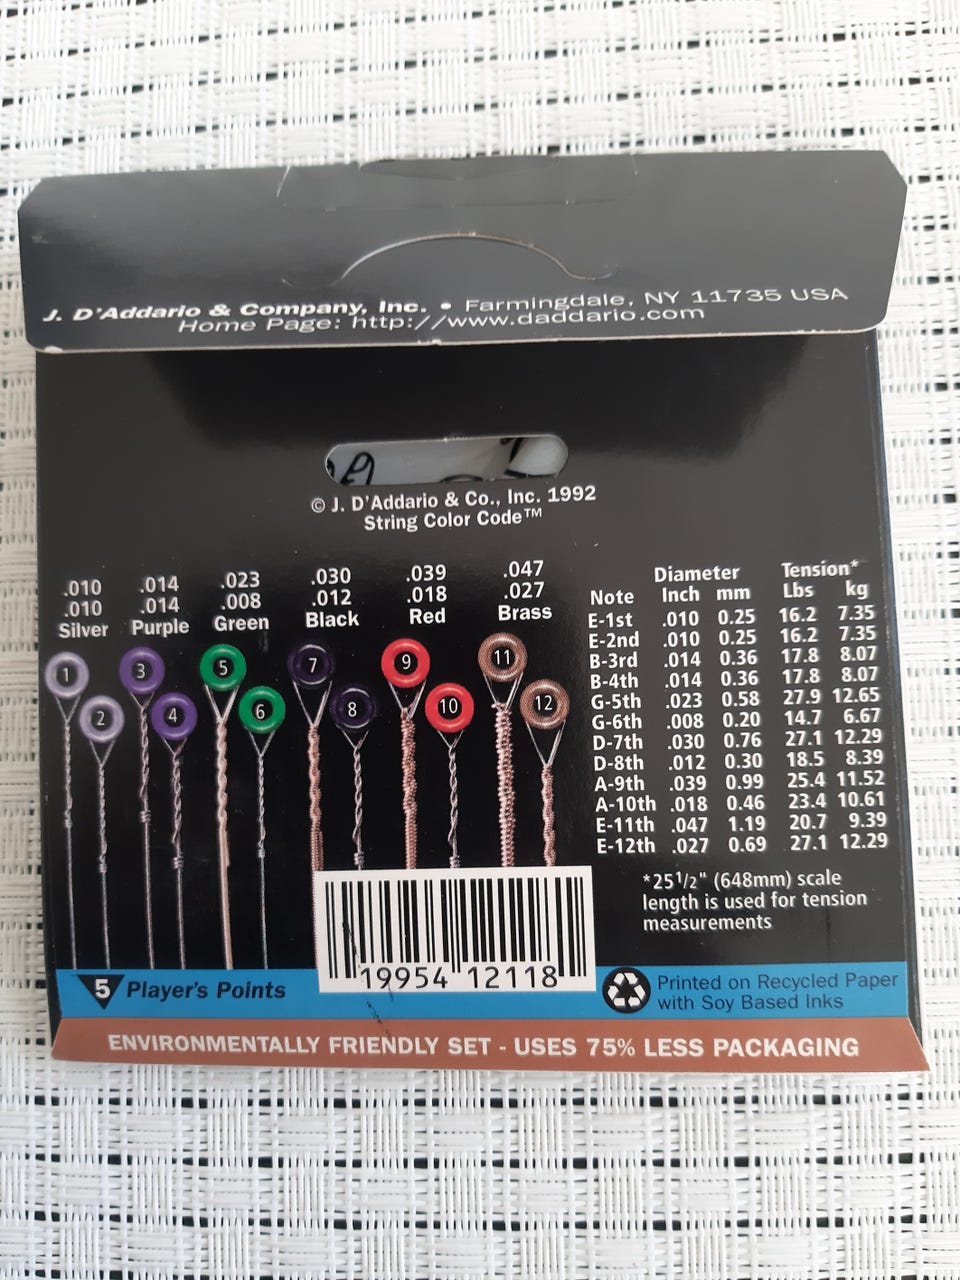 J. D'Addario & Company, Inc. • Farmingdale, NY 11735 USA
Home Page: http://www.daddario.com
© J. D'Addario & Co., Inc. 1992
String Color Code™
.010 .014 .023 .030 .039 .047
.010 .014 .008 .012 .018 .027
Silver Purple Green Black Red Brass
1 3 5 7 9 11
2 4 6 8 10 12
Diameter Tension*
Note Inch mm Lbs kg
E-1st .010 0.25 16.2 7.35
E-2nd .010 0.25 16.2 7.35
B-3rd .014 0.36 17.8 8.07
B-4th .014 0.36 17.8 8.07
G-5th .023 0.58 27.9 12.65
G-6th .008 0.20 14.7 6.67
D-7th .030 0.76 27.1 12.29
D-8th .012 0.30 18.5 8.39
A-9th .039 0.99 25.4 11.52
A-10th .018 0.46 23.4 10.61
E-11th .047 1.19 20.7 9.39
E-12th .027 0.69 27.1 12.29
*25 1/2" (648mm) scale
length is used for tension
measurements
19954 12118
5 Player's Points
Printed on Recycled Paper
with Soy Based Inks
ENVIRONMENTALLY FRIENDLY SET - USES 75% LESS PACKAGING